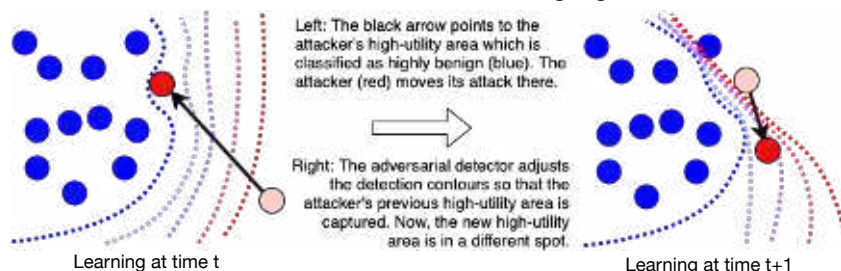 Left: The black arrow points to the
attacker's high-utility area which is
classified as highly benign (blue). The
attacker (red) moves its attack there.
Right: The adversarial detector adjusts
the detection contours so that the
attacker's previous high-utility area is
captured. Now, the new high-utility
area is in a different spot.
Learning at time t
Learning at time t+1